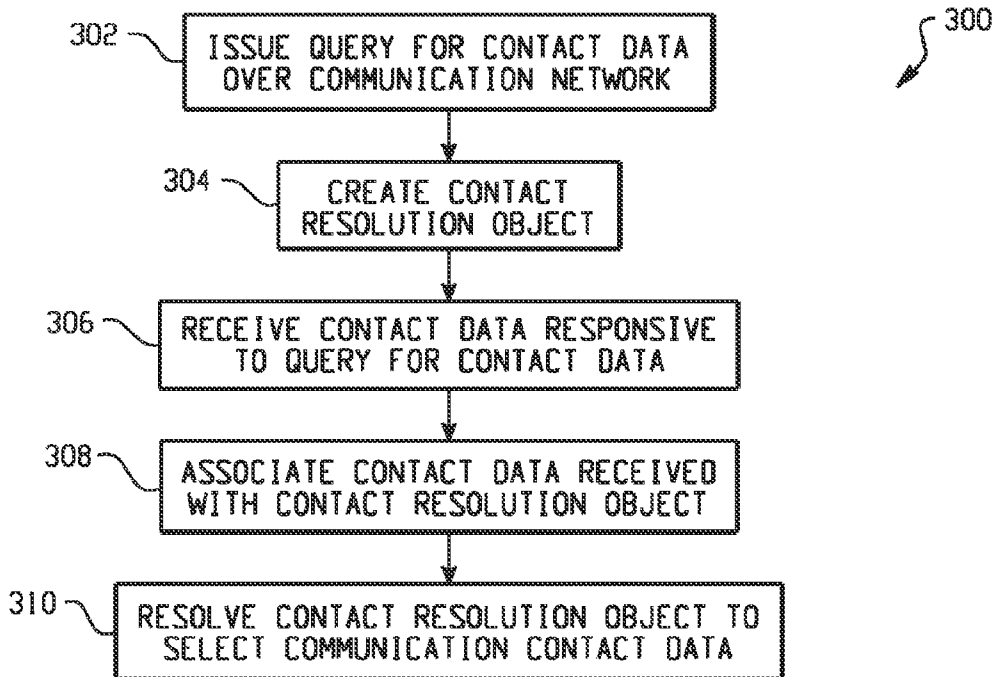 300
302
ISSUE QUERY FOR CONTACT DATA
OVER COMMUNICATION NETWORK
304
CREATE CONTACT
RESOLUTION OBJECT
306
RECEIVE CONTACT DATA RESPONSIVE
TO QUERY FOR CONTACT DATA
308
ASSOCIATE CONTACT DATA RECEIVED
WITH CONTACT RESOLUTION OBJECT
310
RESOLVE CONTACT RESOLUTION OBJECT TO
SELECT COMMUNICATION CONTACT DATA